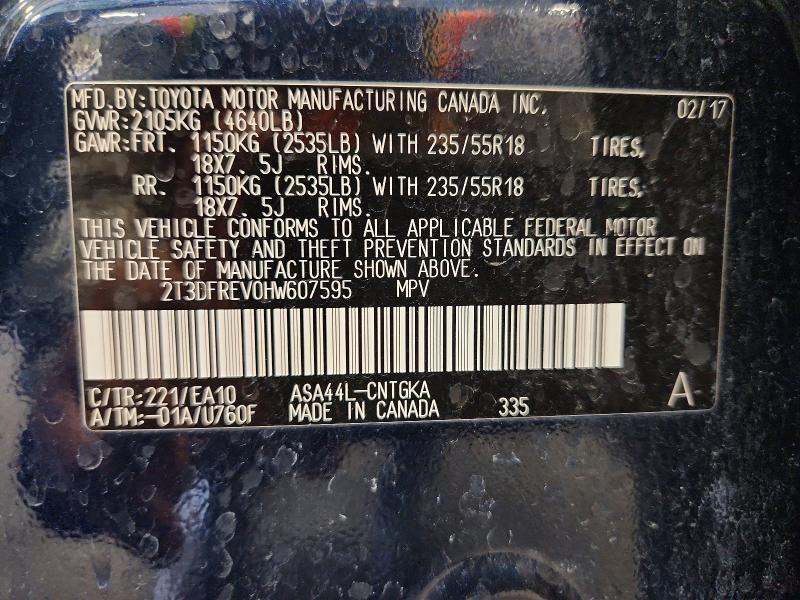 MFD.BY:TOYOTA MOTOR MANUFACTURING CANADA INC. 02/17
GVWR:2105KG (4640LB)
GAWR:FRT. 1150KG (2535LB) WITH 235/55R18 TIRES,
18X7. 5J RIMS.
RR. 1150KG (2535LB) WITH 235/55R18 TIRES,
18X7. 5J RIMS.
THIS VEHICLE CONFORMS TO ALL APPLICABLE FEDERAL MOTOR
VEHICLE SAFETY AND THEFT PREVENTION STANDARDS IN EFFECT ON
THE DATE OF MANUFACTURE SHOWN ABOVE.
2T3DFREV0HW607595 MPV
C/TR:221/EA10 ASA44L-CNTGKA A
A/TM:-01A/U760F MADE IN CANADA 335